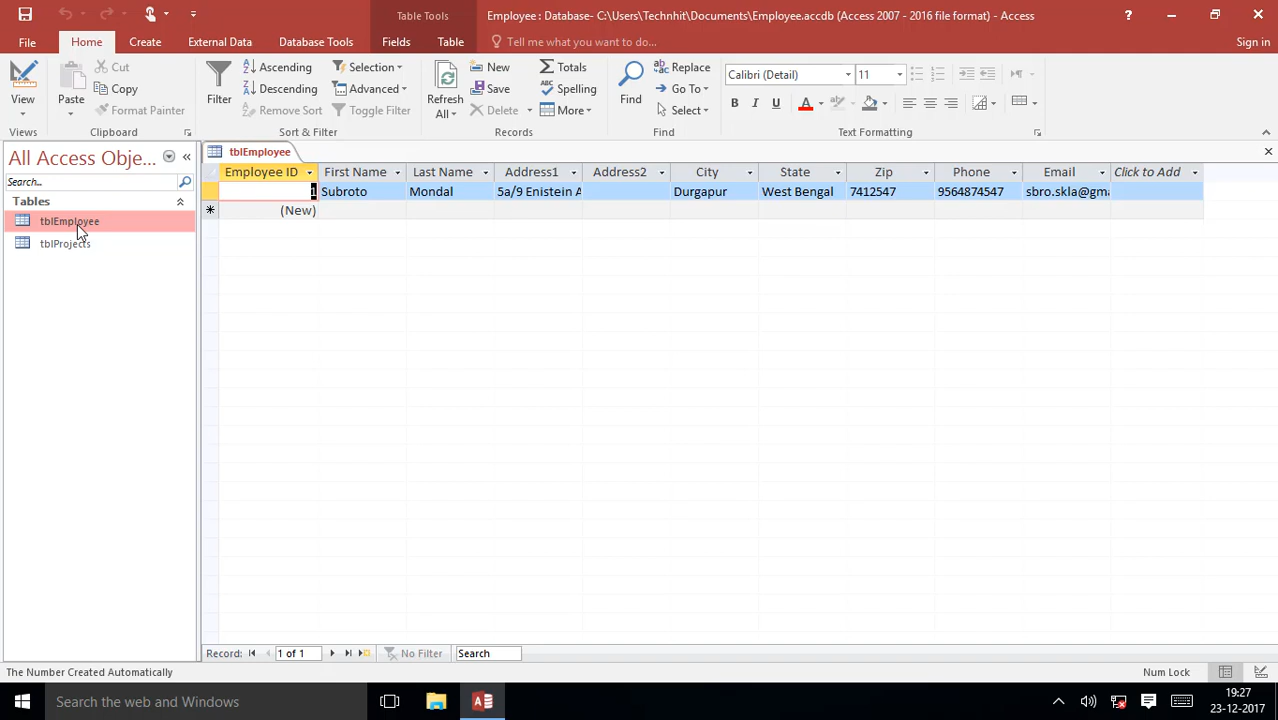 Table Tools
Employee : Database- C:\Users\Technhit\Documents\Employee.accdb (Access 2007 - 2016 file format) - Access
?
File Home Create External Data Database Tools Fields Table Tell me what you want to do... Sign in
View
Views
Paste
Cut
Copy
Format Painter
Clipboard
Filter
Ascending
Descending
Remove Sort
Selection
Advanced
Toggle Filter
Sort & Filter
Refresh
All
New
Save
Delete
Totals
Spelling
More
Records
Find
Replace
Go To
Select
Find
Calibri (Detail) 11
B I U A
Text Formatting
All Access Obje...
Search...
Tables
tblEmployee
tblProjects
tblEmployee
Employee ID First Name Last Name Address1 Address2 City State Zip Phone Email Click to Add
1 Subroto Mondal 5a/9 Enistein A Durgapur West Bengal 7412547 9564874547 sbro.skla@gma
(New)
Record: 1 of 1 No Filter Search
The Number Created Automatically
Num Lock
Search the web and Windows
19:27
23-12-2017